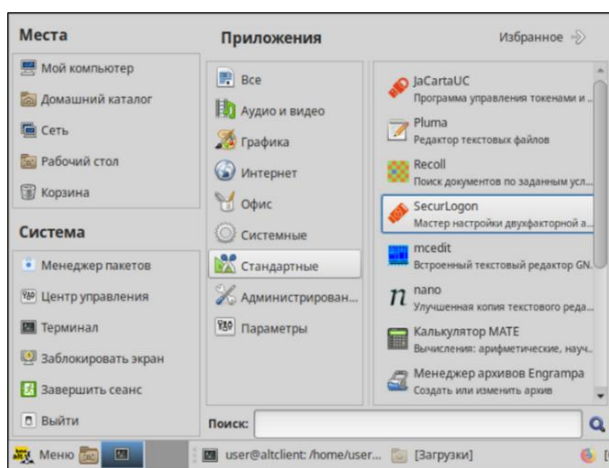 Места
Мой компьютер
Домашний каталог
Сеть
Рабочий стол
Корзина
Система
Менеджер пакетов
Центр управления
Терминал
Заблокировать экран
Завершить сеанс
Выйти
Приложения
Избранное
Все
Аудио и видео
Графика
Интернет
Офис
Системные
Стандартные
Администрирован...
Параметры
JaCartaUC
Программа управления токенами и ..
Pluma
Редактор текстовых файлов
Recoll
Поиск документов по заданным усл...
SecurLogon
Мастер настройки двухфакторной а...
mcedit
Встроенный текстовый редактор GN.
nano
Улучшенная копия текстового реда...
Калькулятор MATE
Вычисления: арифметические, науч..
Менеджер архивов Engrampa
Создать или изменить архив
Поиск:
Меню
user@altclient: /home/user...
[Загрузки]